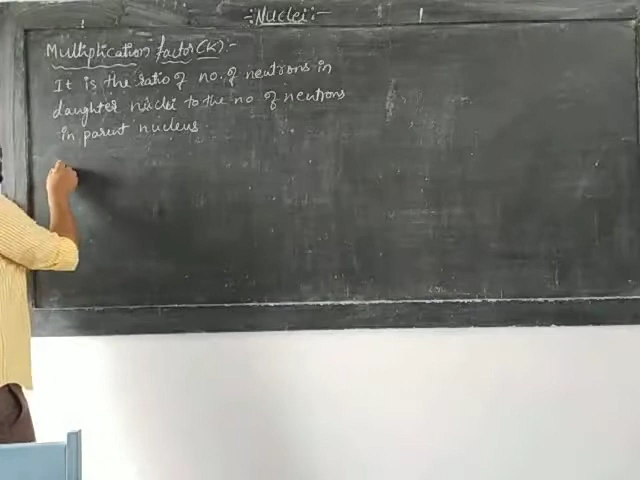 -:Nuclei:-
Multiplication factor(K):-
It is the ratio of no. of neutrons in
daughter nuclei to the no of neutrons
in parent nucleus